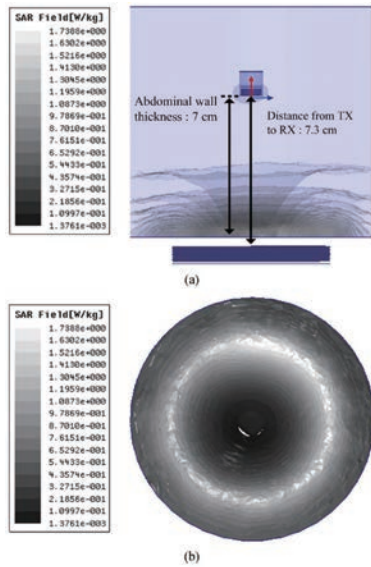 SAR Field[W/kg]
1.7388e+000
1.6302e+000
1.5216e+000
1.4130e+000
1.3045e+000
1.1959e+000
1.0873e+000
9.7869e-001
8.7010e-001
7.6151e-001
6.5292e-001
5.4433e-001
4.3574e-001
3.2715e-001
2.1856e-001
1.0997e-001
1.3761e-003
Abdominal wall
thickness : 7 cm
Distance from TX
to RX : 7.3 cm
(a)
SAR Field[W/kg]
1.7388e+000
1.6302e+000
1.5216e+000
1.4130e+000
1.3045e+000
1.1959e+000
1.0873e+000
9.7869e-001
8.7010e-001
7.6151e-001
6.5292e-001
5.4433e-001
4.3574e-001
3.2715e-001
2.1856e-001
1.0997e-001
1.3761e-003
(b)